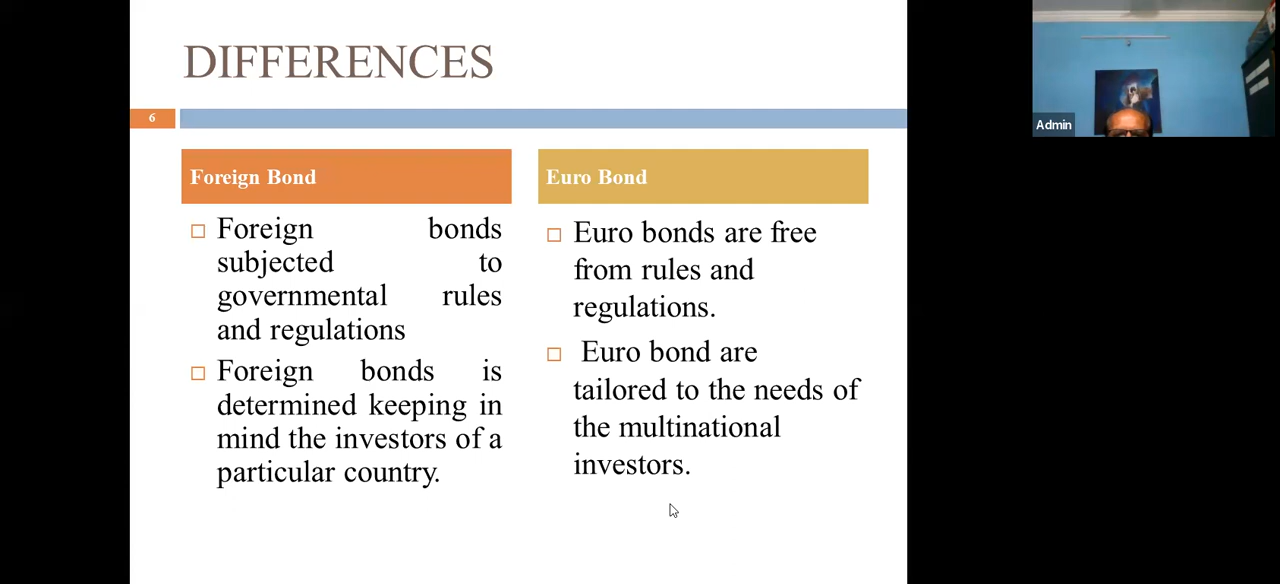 DIFFERENCES
6
Foreign Bond
Foreign bonds
subjected to
governmental rules
and regulations
Foreign bonds is
determined keeping in
mind the investors of a
particular country.
Euro Bond
Euro bonds are free
from rules and
regulations.
Euro bond are
tailored to the needs of
the multinational
investors.
Admin